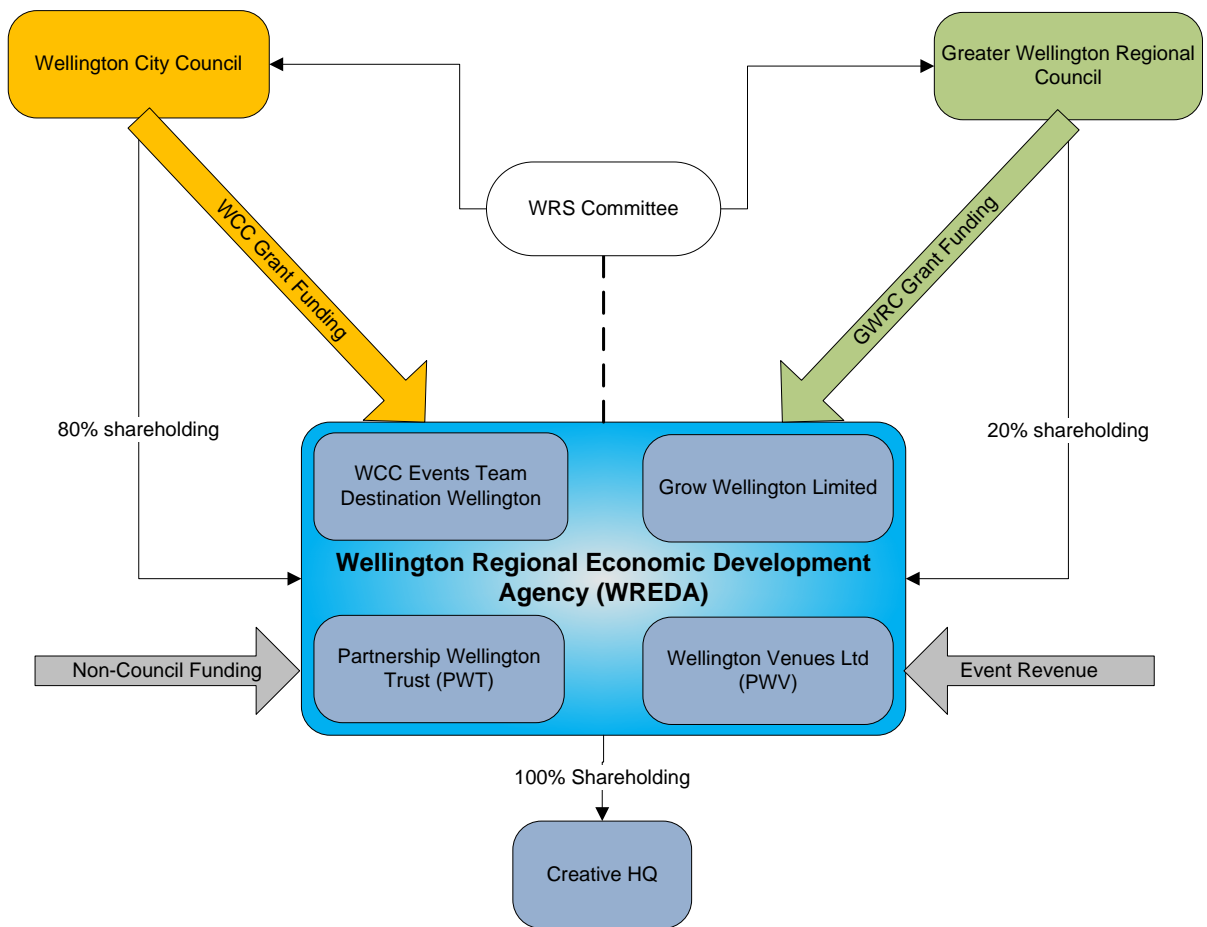 Wellington City Council
Greater Wellington Regional
Council
WRS Committee
WCC Grant Funding
GWRC Grant Funding
80% shareholding
20% shareholding
WCC Events Team
Destination Wellington
Grow Wellington Limited
Wellington Regional Economic Development
Agency (WREDA)
Partnership Wellington
Trust (PWT)
Wellington Venues Ltd
(PWV)
Non-Council Funding
Event Revenue
100% Shareholding
Creative HQ